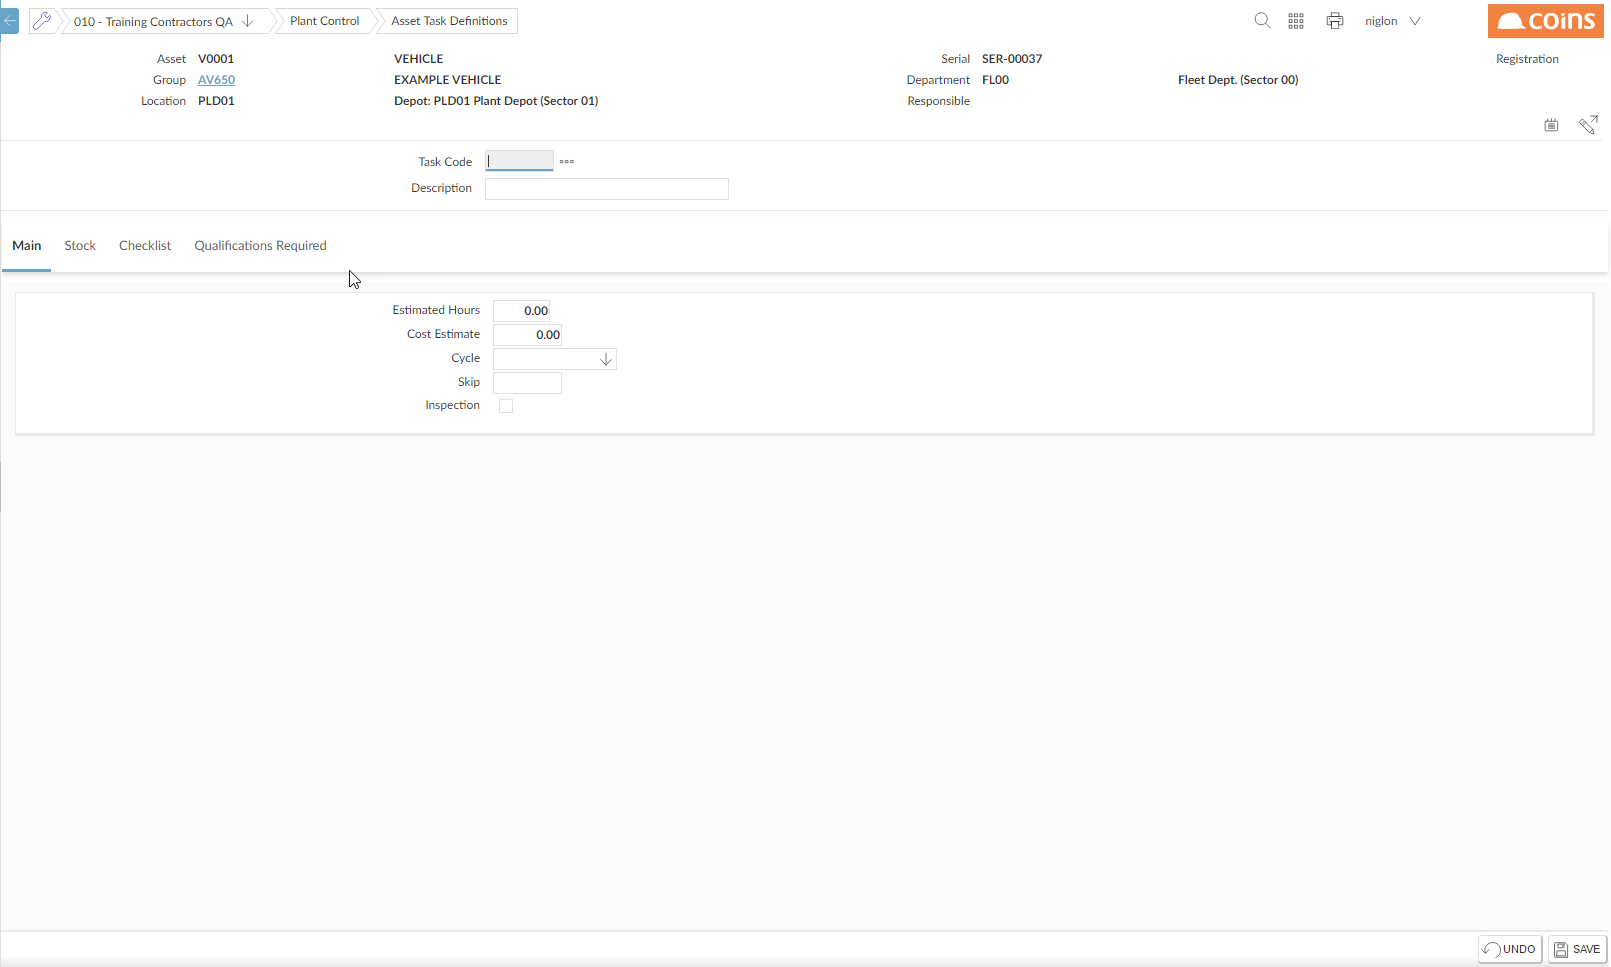 010 - Training Contractors QA
Plant Control
Asset Task Definitions
niglon
coins
Asset V0001 VEHICLE Serial SER-00037 Registration
Group AV650 EXAMPLE VEHICLE Department FL00 Fleet Dept. (Sector 00)
Location PLD01 Depot: PLD01 Plant Depot (Sector 01) Responsible
Task Code
Description
Main Stock Checklist Qualifications Required
Estimated Hours 0.00
Cost Estimate 0.00
Cycle
Skip
Inspection
UNDO SAVE